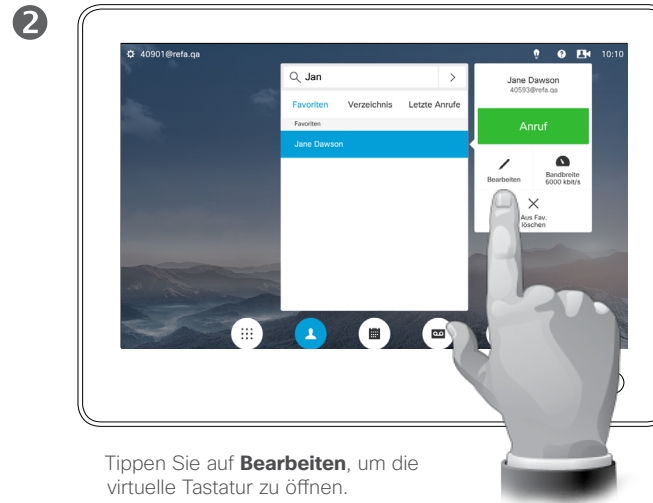 2
40901@refa.qa
10:10
Jan
Favoriten Verzeichnis Letzte Anrufe
Favoriten
Jane Dawson
Jane Dawson
40593@refa.qa
Anruf
Bearbeiten
Bandbreite
6000 kbit/s
Aus Fav.
löschen
Tippen Sie auf Bearbeiten, um die
virtuelle Tastatur zu öffnen.